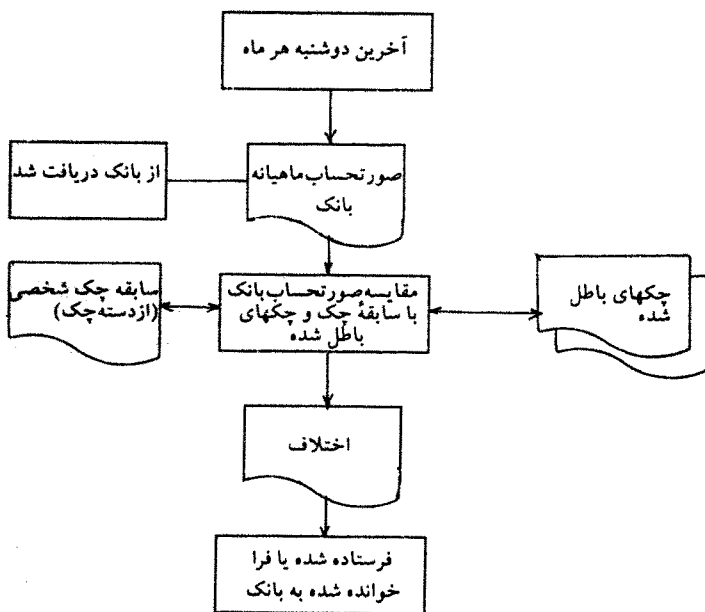 آخرین دوشنبه هر ماه
از بانک دریافت شد
صورتحساب ماهیانه
بانک
سابقه چک شخصی
(ازدسته‌چک)
مقایسه‌صورتحساب‌بانک
با سابقهٔ چک و چکهای
باطل شده
چکهای باطل
شده
اختلاف
فرستاده شده یا فرا
خوانده شده به بانک